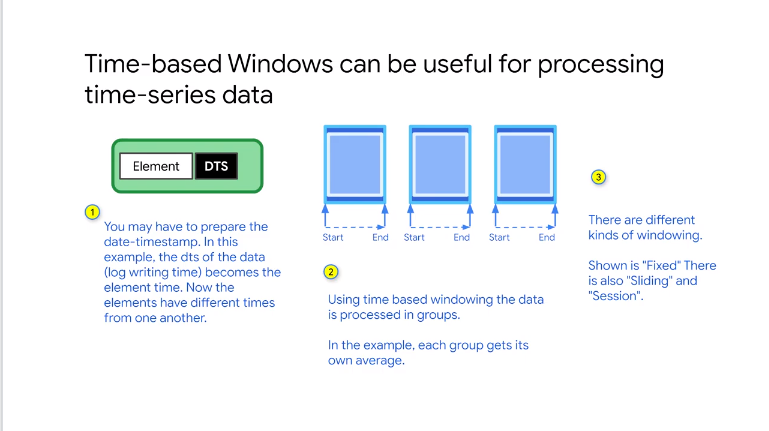 Time-based Windows can be useful for processing
time-series data
Element DTS
1
You may have to prepare the
date-timestamp. In this
example, the dts of the data
(log writing time) becomes the
element time. Now the
elements have different times
from one another.
Start End Start End Start End
2
Using time based windowing the data
is processed in groups.
In the example, each group gets its
own average.
3
There are different
kinds of windowing.
Shown is "Fixed" There
is also "Sliding" and
"Session".